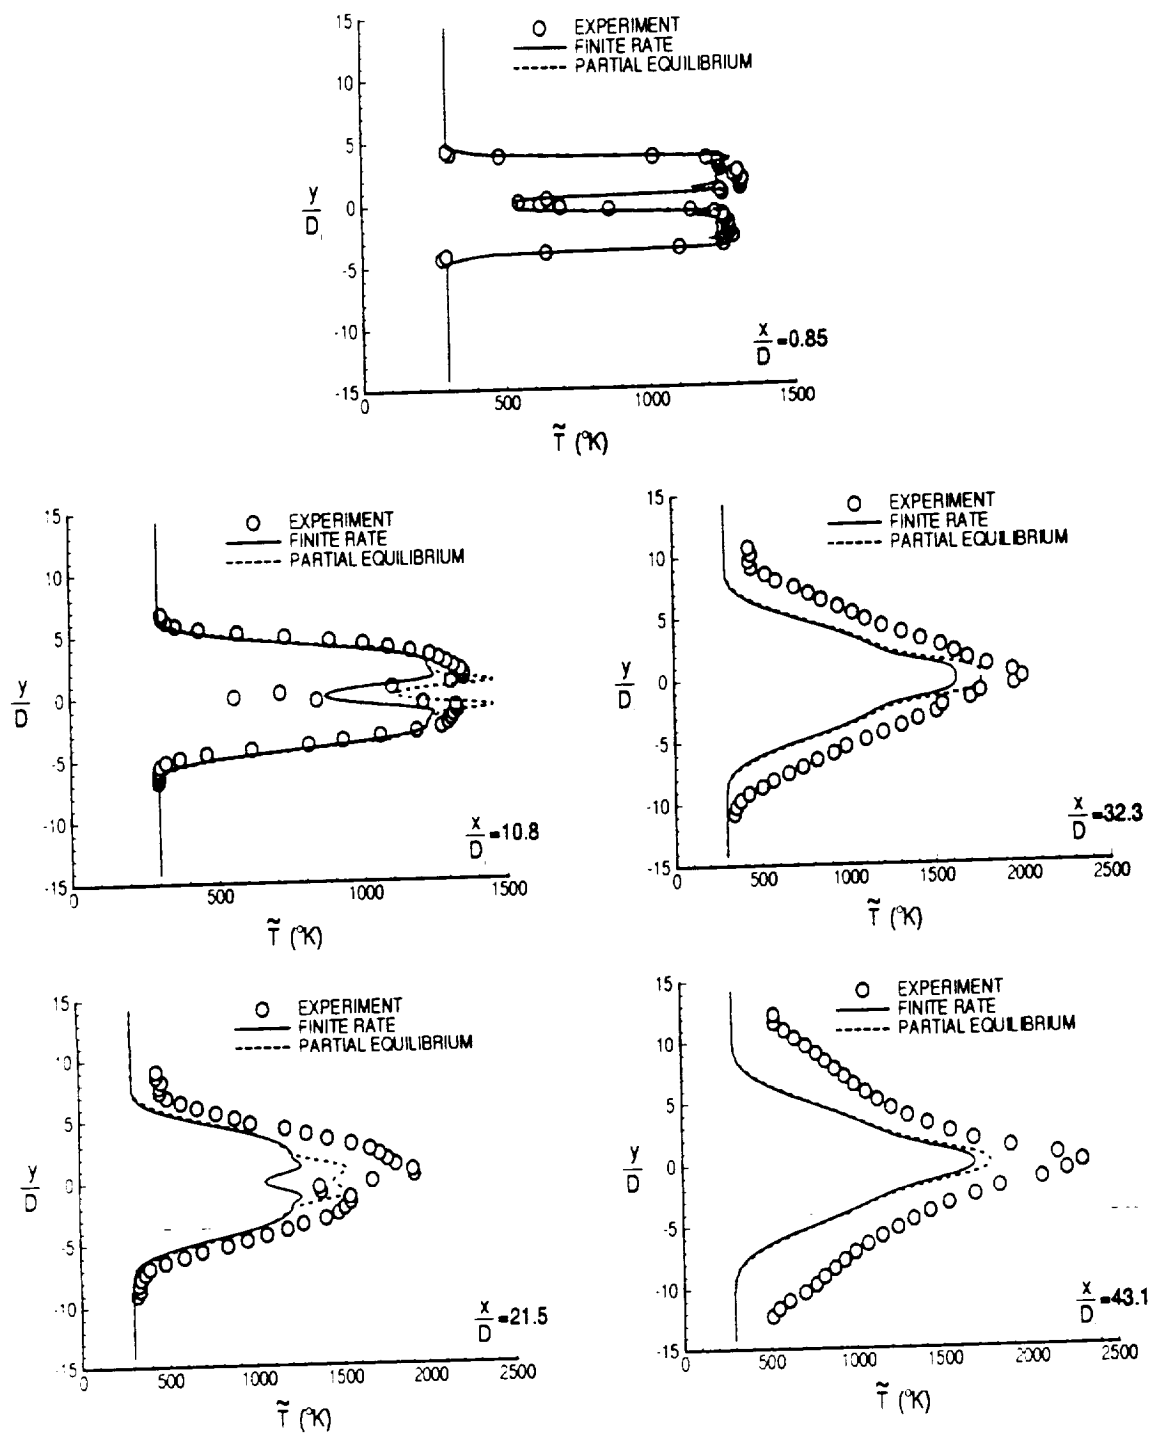 EXPERIMENT
FINITE RATE
PARTIAL EQUILIBRIUM
15
10
5
0
-5
-10
-15
y
D
x
D
=0.85
0 500 1000 1500
T̃ (°K)
EXPERIMENT
FINITE RATE
PARTIAL EQUILIBRIUM
15
10
5
0
-5
-10
-15
y
D
x
D
=10.8
0 500 1000 1500
T̃ (°K)
EXPERIMENT
FINITE RATE
PARTIAL EQUILIBRIUM
15
10
5
0
-5
-10
-15
y
D
x
D
=32.3
0 500 1000 1500 2000 2500
T̃ (°K)
EXPERIMENT
FINITE RATE
PARTIAL EQUILIBRIUM
15
10
5
0
-5
-10
-15
y
D
x
D
=21.5
0 500 1000 1500 2000 2500
T̃ (°K)
EXPERIMENT
FINITE RATE
PARTIAL EQUILIBRIUM
15
10
5
0
-5
-10
-15
y
D
x
D
=43.1
0 500 1000 1500 2000 2500
T̃ (°K)